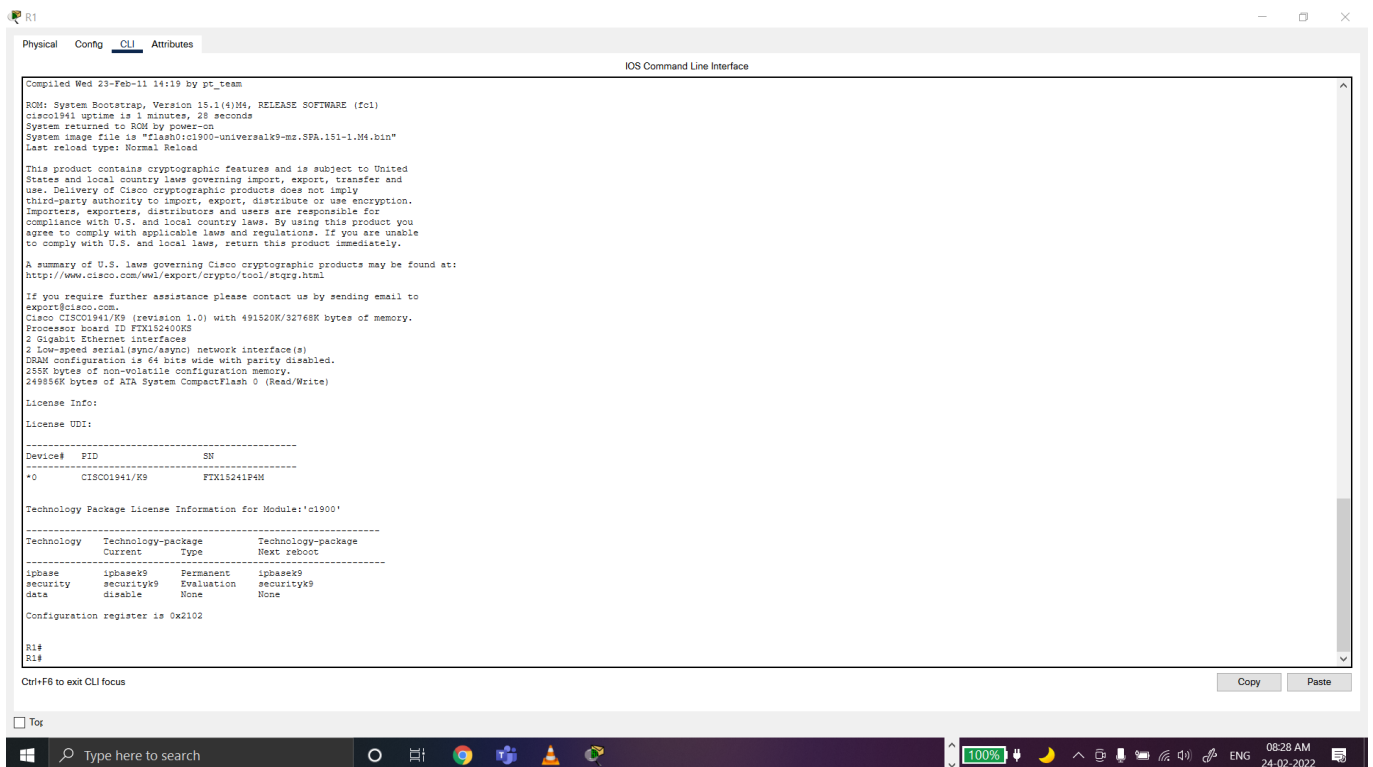 R1
Physical Config CLI Attributes
IOS Command Line Interface
Compiled Wed 23-Feb-11 14:19 by pt_team
ROM: System Bootstrap, Version 15.1(4)M4, RELEASE SOFTWARE (fc1)
cisco1941 uptime is 1 minutes, 28 seconds
System returned to ROM by power-on
System image file is "flash0:c1900-universalk9-mz.SPA.151-1.M4.bin"
Last reload type: Normal Reload
This product contains cryptographic features and is subject to United
States and local country laws governing import, export, transfer and
use. Delivery of Cisco cryptographic products does not imply
third-party authority to import, export, distribute or use encryption.
Importers, exporters, distributors and users are responsible for
compliance with U.S. and local country laws. By using this product you
agree to comply with applicable laws and regulations. If you are unable
to comply with U.S. and local laws, return this product immediately.
A summary of U.S. laws governing Cisco cryptographic products may be found at:
http://www.cisco.com/wwl/export/crypto/tool/stqrg.html
If you require further assistance please contact us by sending email to
export@cisco.com.
Cisco CISCO1941/K9 (revision 1.0) with 491520K/32768K bytes of memory.
Processor board ID FTX152400KS
2 Gigabit Ethernet interfaces
2 Low-speed serial(sync/async) network interface(s)
DRAM configuration is 64 bits wide with parity disabled.
255K bytes of non-volatile configuration memory.
249856K bytes of ATA System CompactFlash 0 (Read/Write)
License Info:
License UDI:
-------------------------------------------------
Device# PID SN
-------------------------------------------------
*0 CISCO1941/K9 FTX15241P4M
Technology Package License Information for Module:'c1900'
----------------------------------------------------------------
Technology Technology-package Technology-package
Current Type Next reboot
-----------------------------------------------------------------
ipbase ipbasek9 Permanent ipbasek9
security securityk9 Evaluation securityk9
data disable None None
Configuration register is 0x2102
R1#
R1#
Ctrl+F6 to exit CLI focus
Copy Paste
Top
Type here to search
100%
ENG
08:28 AM
24-02-2022